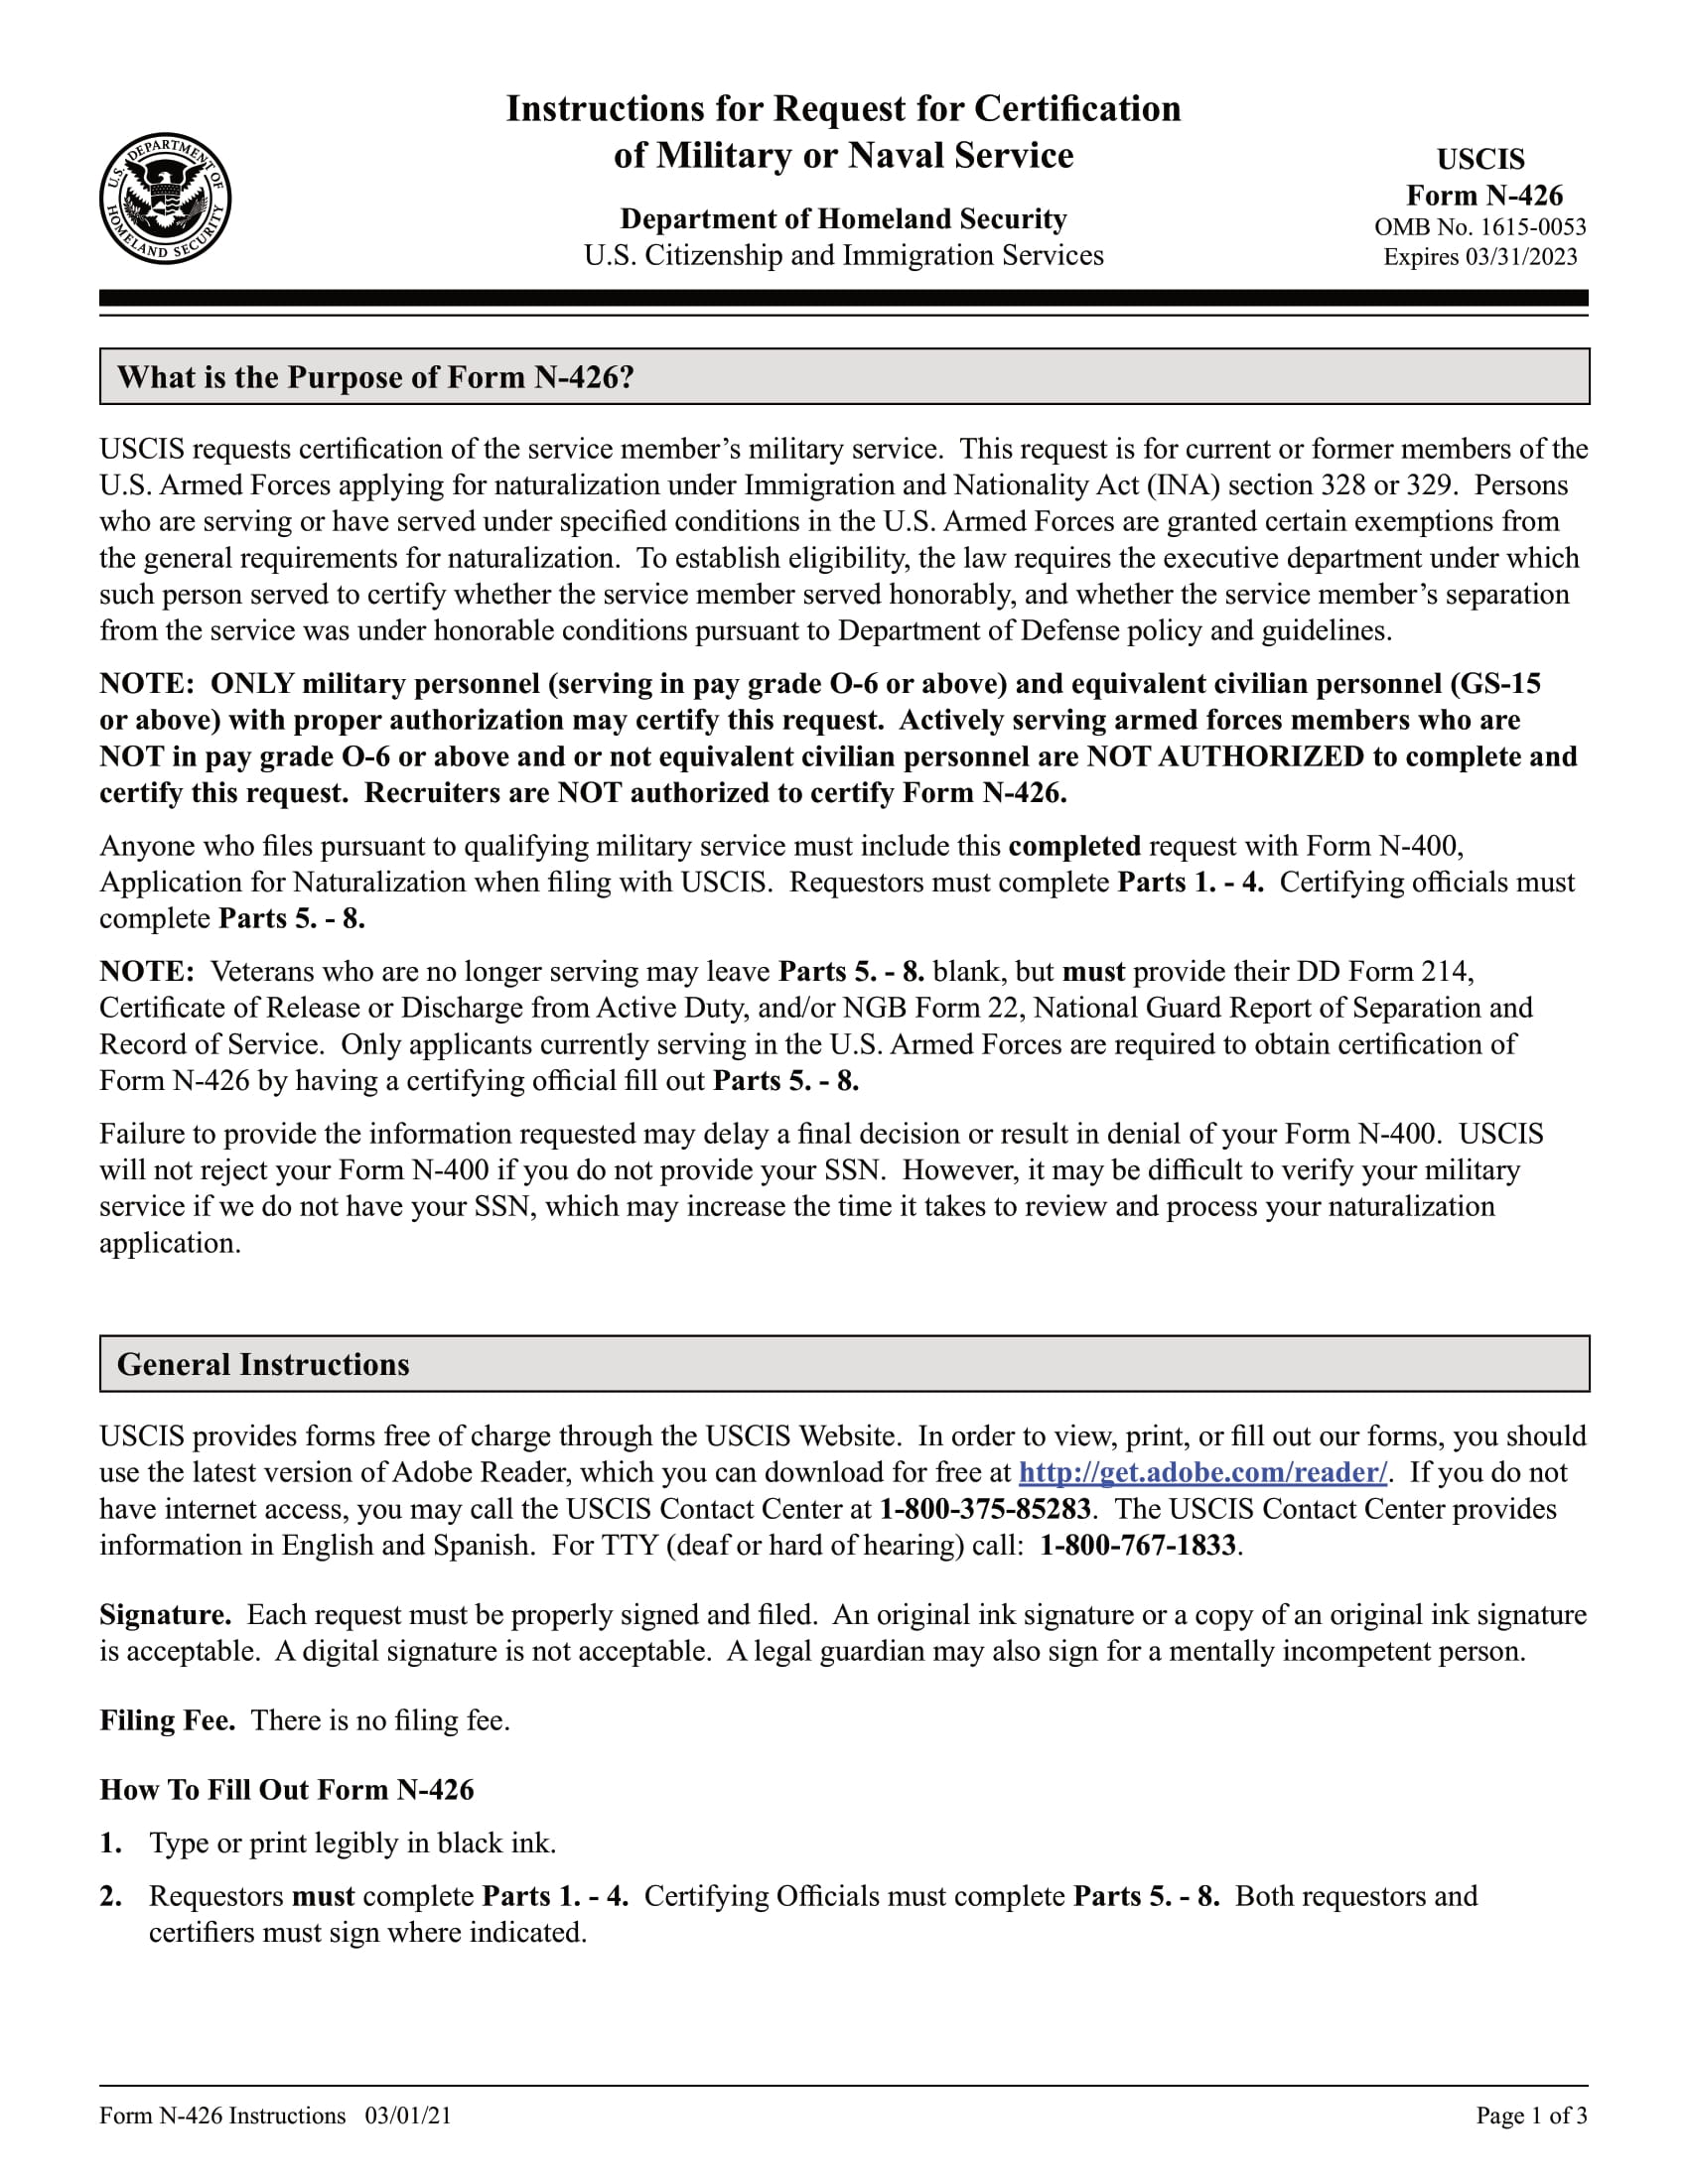 Instructions for Request for Certification
of Military or Naval Service
Department of Homeland Security
U.S. Citizenship and Immigration Services
U.S. DEPARTMENT OF HOMELAND SECURITY
USCIS
Form N-426
OMB No. 1615-0053
Expires 03/31/2023
What is the Purpose of Form N-426?
USCIS requests certification of the service member’s military service.  This request is for current or former members of the
U.S. Armed Forces applying for naturalization under Immigration and Nationality Act (INA) section 328 or 329.  Persons
who are serving or have served under specified conditions in the U.S. Armed Forces are granted certain exemptions from
the general requirements for naturalization.  To establish eligibility, the law requires the executive department under which
such person served to certify whether the service member served honorably, and whether the service member’s separation
from the service was under honorable conditions pursuant to Department of Defense policy and guidelines.
NOTE:  ONLY military personnel (serving in pay grade O-6 or above) and equivalent civilian personnel (GS-15
or above) with proper authorization may certify this request.  Actively serving armed forces members who are
NOT in pay grade O-6 or above and or not equivalent civilian personnel are NOT AUTHORIZED to complete and
certify this request.  Recruiters are NOT authorized to certify Form N-426.
Anyone who files pursuant to qualifying military service must include this completed request with Form N-400,
Application for Naturalization when filing with USCIS.  Requestors must complete Parts 1. - 4.  Certifying officials must
complete Parts 5. - 8.
NOTE:  Veterans who are no longer serving may leave Parts 5. - 8. blank, but must provide their DD Form 214,
Certificate of Release or Discharge from Active Duty, and/or NGB Form 22, National Guard Report of Separation and
Record of Service.  Only applicants currently serving in the U.S. Armed Forces are required to obtain certification of
Form N-426 by having a certifying official fill out Parts 5. - 8.
Failure to provide the information requested may delay a final decision or result in denial of your Form N-400.  USCIS
will not reject your Form N-400 if you do not provide your SSN.  However, it may be difficult to verify your military
service if we do not have your SSN, which may increase the time it takes to review and process your naturalization
application.
General Instructions
USCIS provides forms free of charge through the USCIS Website.  In order to view, print, or fill out our forms, you should
use the latest version of Adobe Reader, which you can download for free at http://get.adobe.com/reader/.  If you do not
have internet access, you may call the USCIS Contact Center at 1-800-375-85283.  The USCIS Contact Center provides
information in English and Spanish.  For TTY (deaf or hard of hearing) call:  1-800-767-1833.
Signature.  Each request must be properly signed and filed.  An original ink signature or a copy of an original ink signature
is acceptable.  A digital signature is not acceptable.  A legal guardian may also sign for a mentally incompetent person.
Filing Fee.  There is no filing fee.
How To Fill Out Form N-426
1.   Type or print legibly in black ink.
2.   Requestors must complete Parts 1. - 4.  Certifying Officials must complete Parts 5. - 8.  Both requestors and
certifiers must sign where indicated.
Form N-426 Instructions   03/01/21
Page 1 of 3